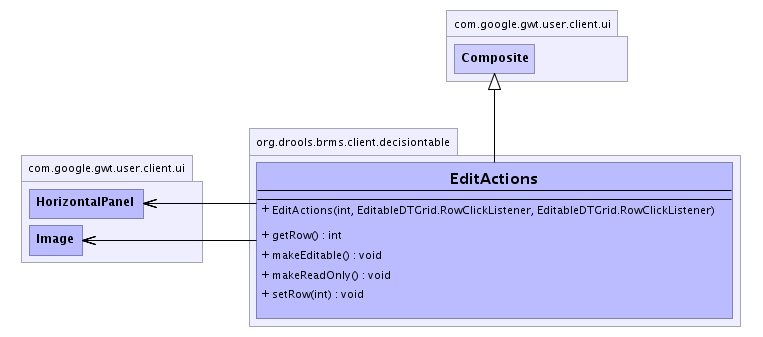 com.google.gwt.user.client.ui
Composite
org.drools.brms.client.decisiontable
com.google.gwt.user.client.ui
EditActions
HorizontalPanel
+ EditActions(int, EditableDTGrid.RowClickListener, EditableDTGrid.RowClickListener)
Image
+ getRow() : int
+ makeEditable() : void
+ makeReadOnly() : void
+ setRow(int) : void